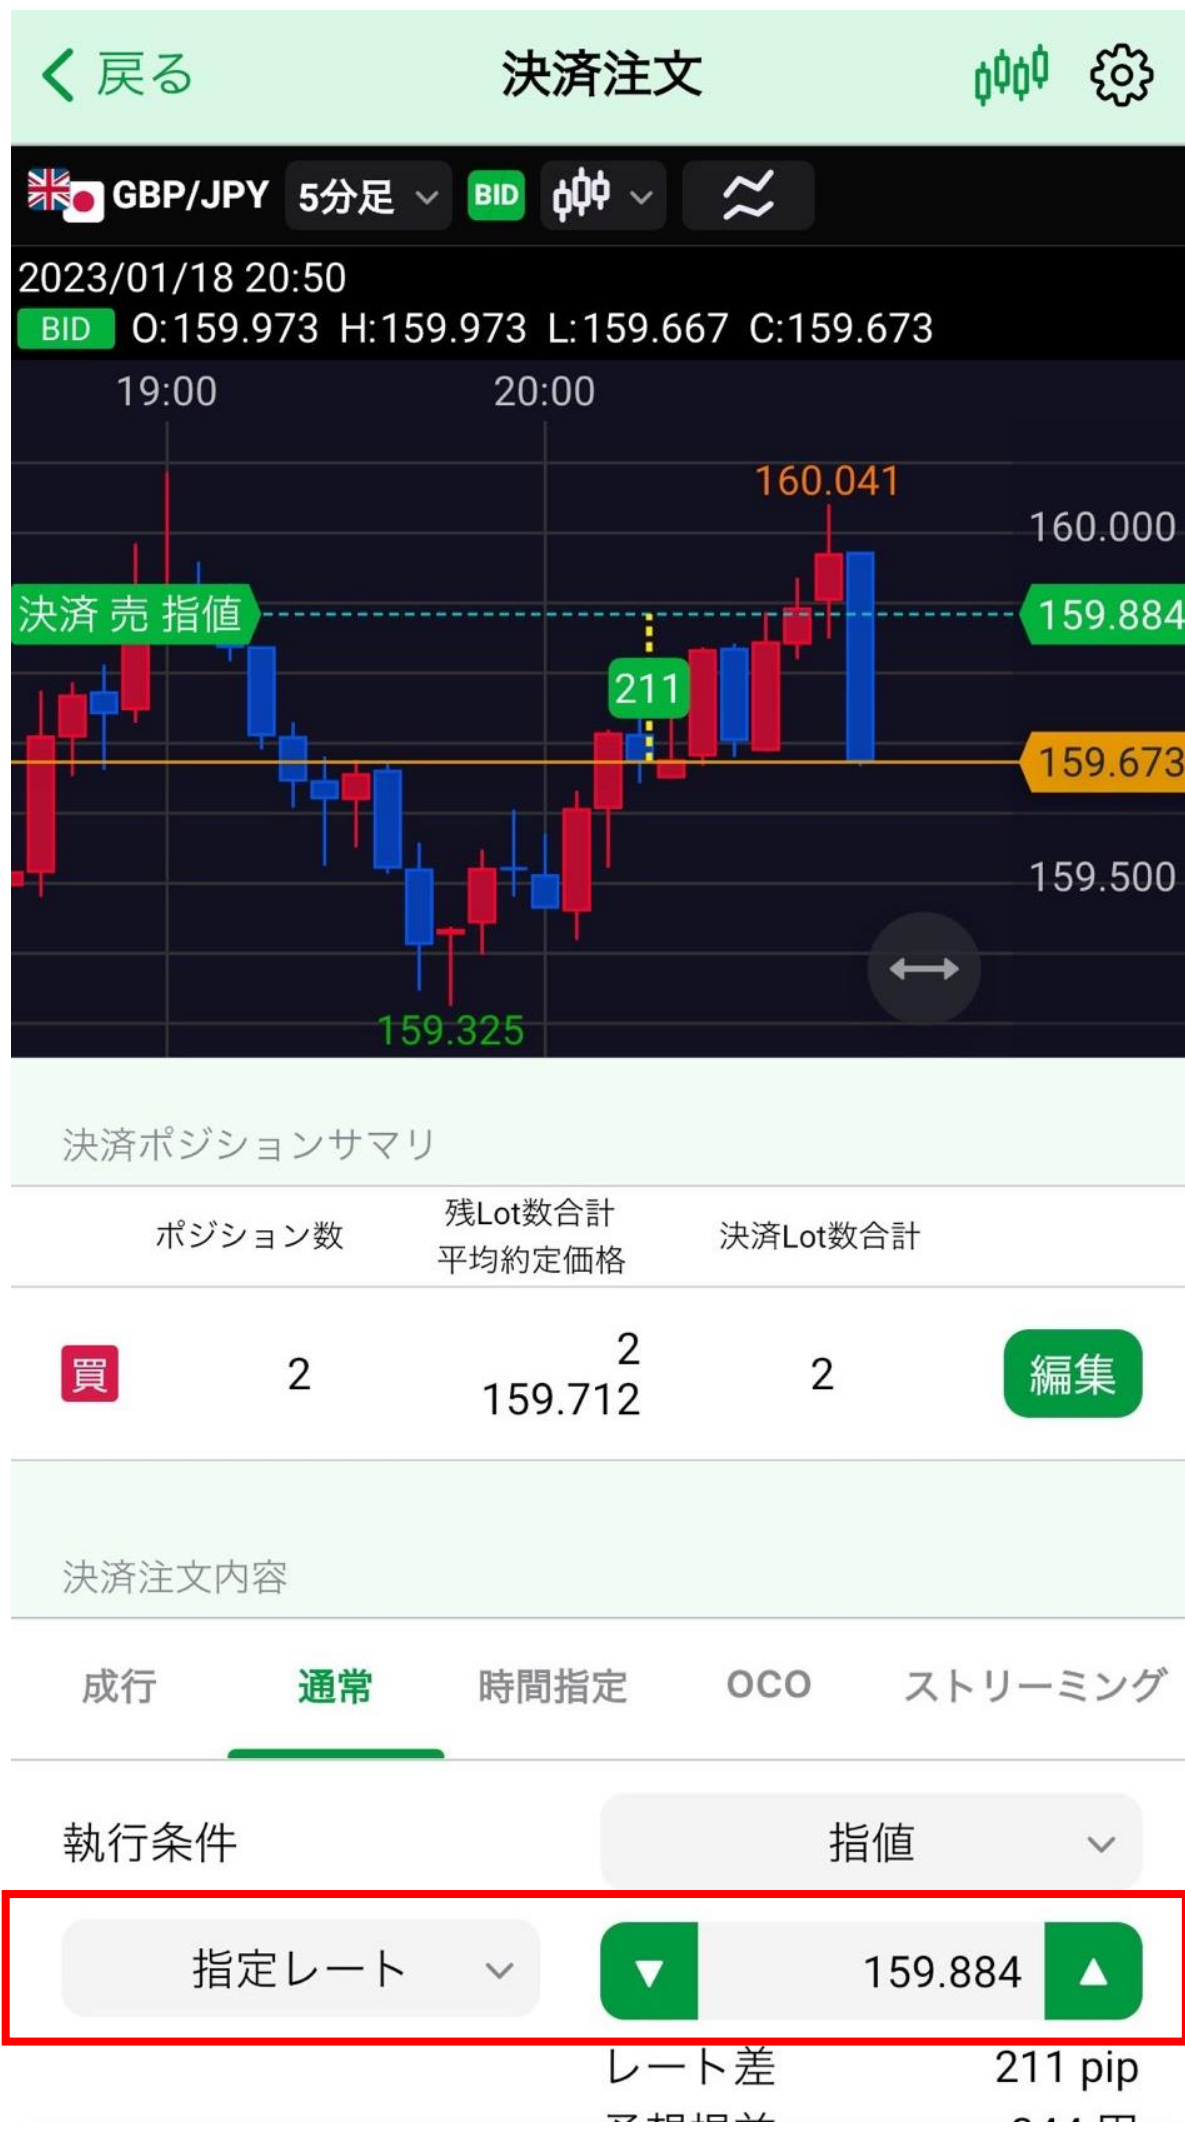 戻る 決済注文
GBP/JPY 5分足 BID
2023/01/18 20:50
BID O:159.973 H:159.973 L:159.667 C:159.673
19:00 20:00
160.041
160.000
決済 売 指値 159.884
211
159.673
159.500
159.325
決済ポジションサマリ
ポジション数 残Lot数合計 決済Lot数合計
平均約定価格
買 2 2 2 編集
159.712
決済注文内容
成行 通常 時間指定 OCO ストリーミング
執行条件 指値
指定レート ▼ 159.884 ▲
レート差 211 pip